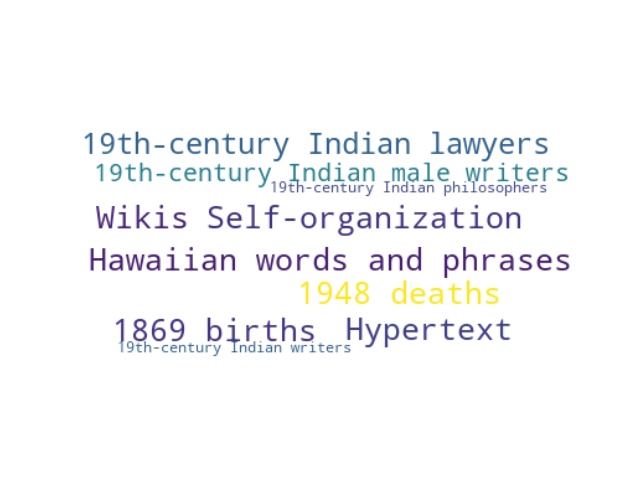 19th-century Indian lawyers
19th-century Indian male writers
19th-century Indian philosophers
Wikis Self-organization
Hawaiian words and phrases
1948 deaths
1869 births Hypertext
19th-century Indian writers